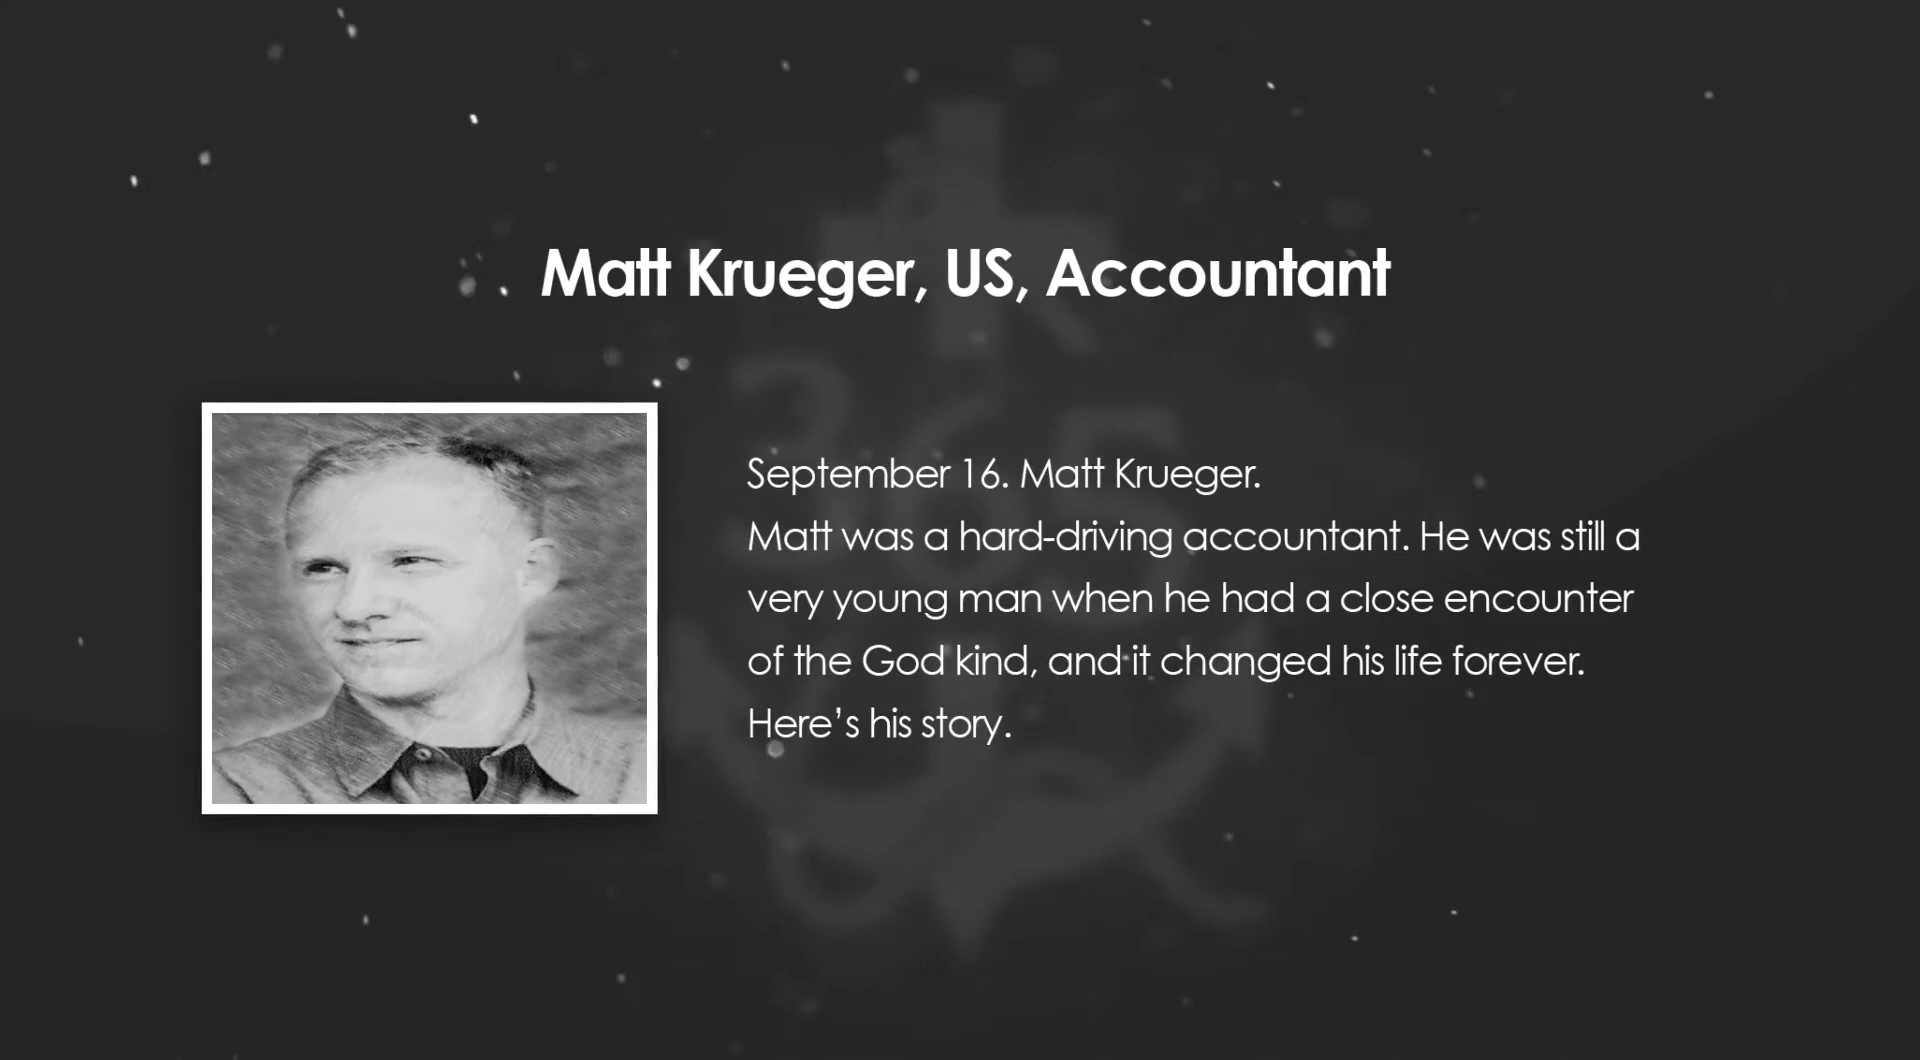 Matt Krueger, US, Accountant
365
September 16. Matt Krueger.
Matt was a hard-driving accountant. He was still a
very young man when he had a close encounter
of the God kind, and it changed his life forever.
Here’s his story.